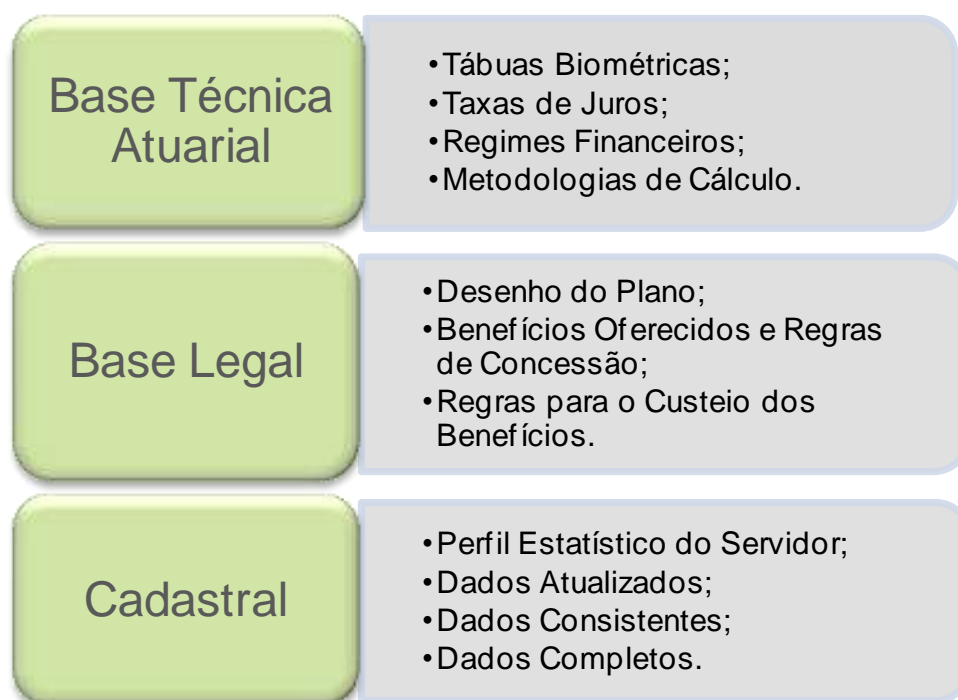 Base Técnica
Atuarial
•Tábuas Biométricas;
•Taxas de Juros;
•Regimes Financeiros;
•Metodologias de Cálculo.
Base Legal
•Desenho do Plano;
•Benefícios Oferecidos e Regras
de Concessão;
•Regras para o Custeio dos
Benefícios.
Cadastral
•Perfil Estatístico do Servidor;
•Dados Atualizados;
•Dados Consistentes;
•Dados Completos.